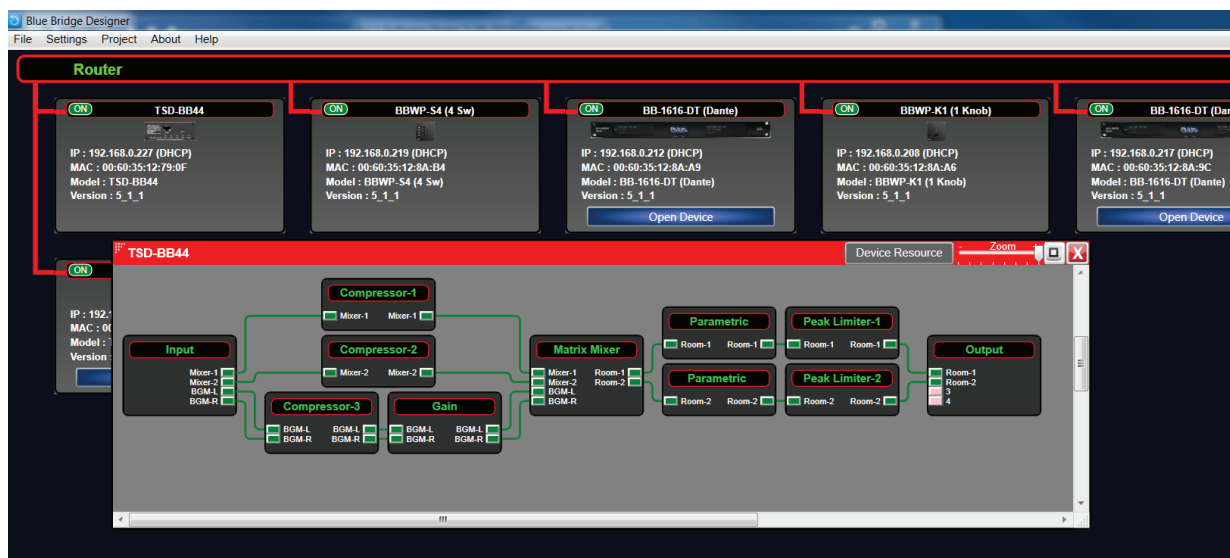 Blue Bridge Designer
File Settings Project About Help
Router
ON TSD-BB44
IP : 192.168.0.227 (DHCP)
MAC : 00:60:35:12:79:0F
Model : TSD-BB44
Version : 5_1_1
ON BBWP-S4 (4 Sw)
IP : 192.168.0.219 (DHCP)
MAC : 00:60:35:12:8A:B4
Model : BBWP-S4 (4 Sw)
Version : 5_1_1
ON BB-1616-DT (Dante)
IP : 192.168.0.212 (DHCP)
MAC : 00:60:35:12:8A:A9
Model : BB-1616-DT (Dante)
Version : 5_1_1
Open Device
ON BBWP-K1 (1 Knob)
IP : 192.168.0.208 (DHCP)
MAC : 00:60:35:12:8A:A6
Model : BBWP-K1 (1 Knob)
Version : 5_1_1
ON BB-1616-DT (Dan
IP : 192.168.0.217 (DHCP)
MAC : 00:60:35:12:8A:9C
Model : BB-1616-DT (Dante)
Version : 5_1_1
Open Device
ON
IP : 192.1
MAC : 00
Model :
Version
TSD-BB44
Device Resource
- Zoom +
X
Input
Mixer-1
Mixer-2
BGM-L
BGM-R
Compressor-1
Mixer-1 Mixer-1
Compressor-2
Mixer-2 Mixer-2
Compressor-3
BGM-L BGM-L
BGM-R BGM-R
Gain
BGM-L BGM-L
BGM-R BGM-R
Matrix Mixer
Mixer-1 Room-1
Mixer-2 Room-2
BGM-L
BGM-R
Parametric
Room-1 Room-1
Peak Limiter-1
Room-1 Room-1
Parametric
Room-2 Room-2
Peak Limiter-2
Room-2 Room-2
Output
Room-1
Room-2
3
4